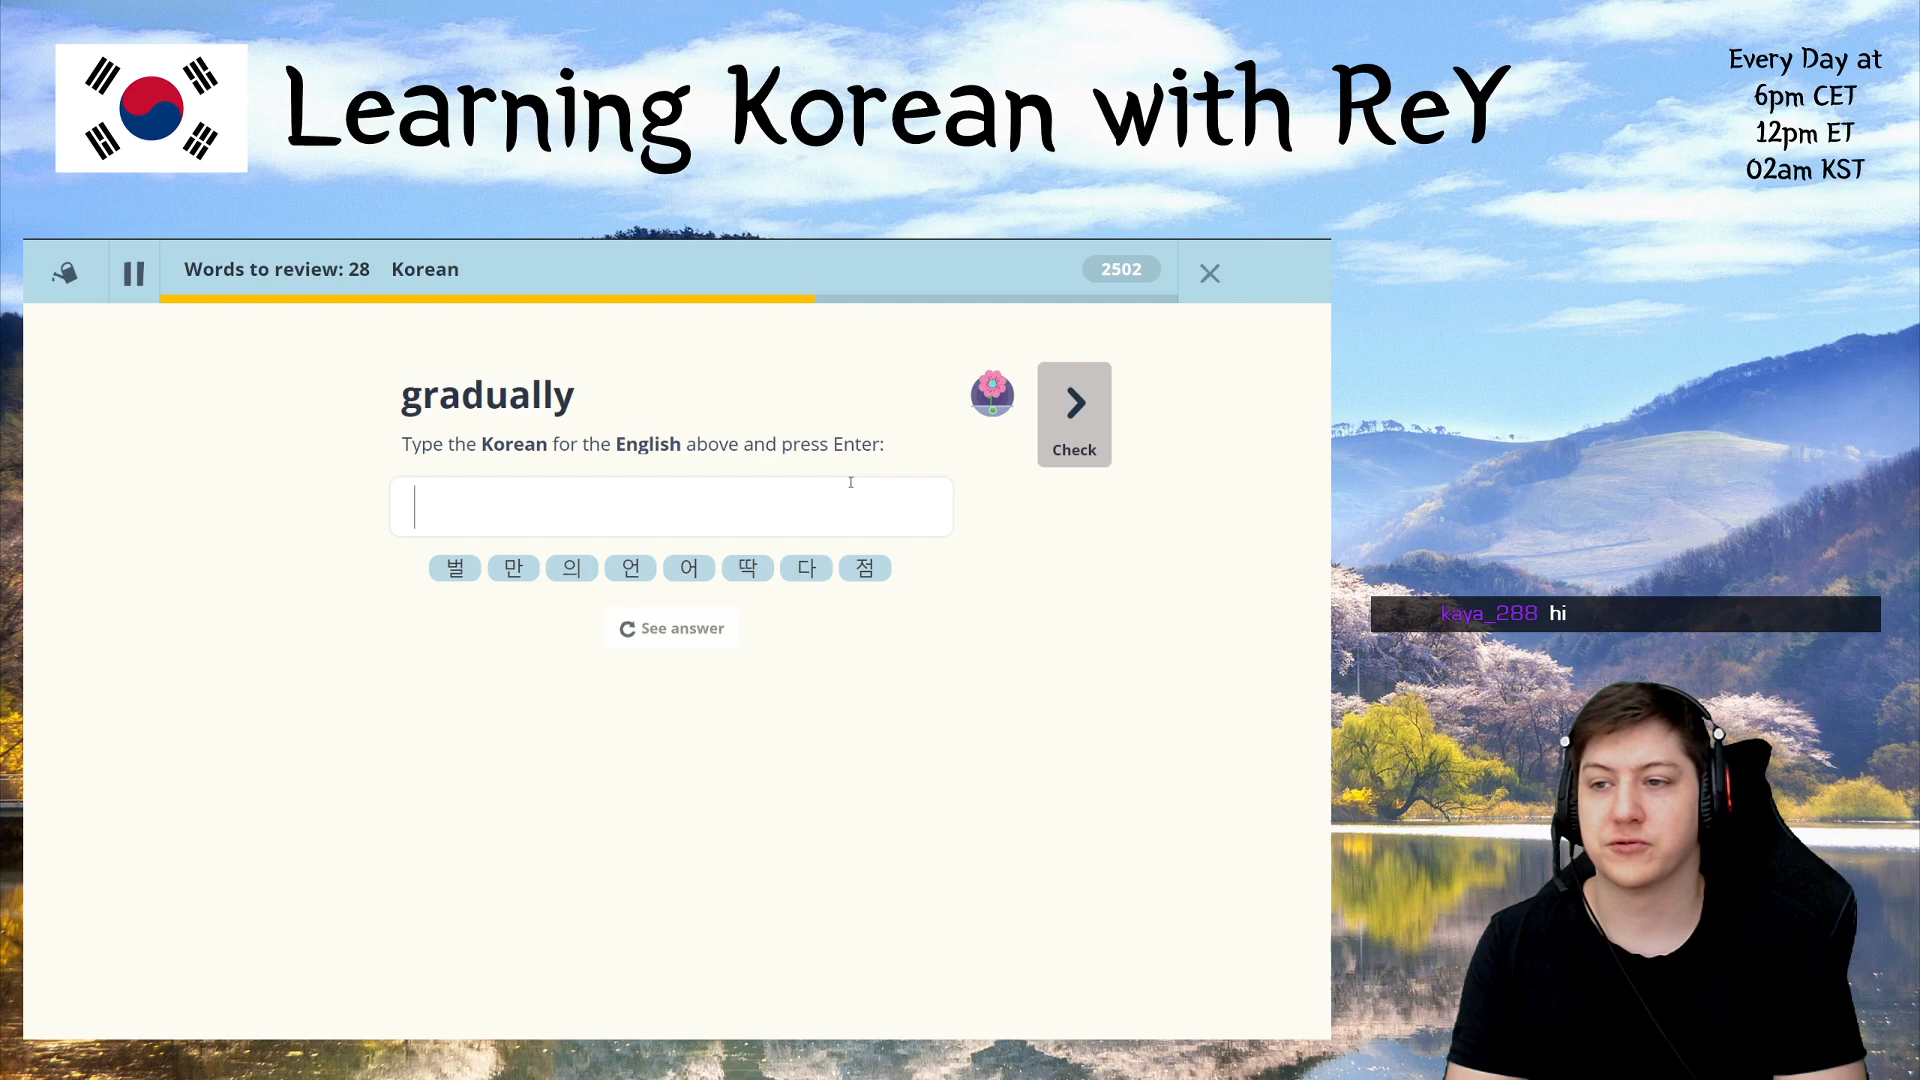 Learning Korean with ReY
Every Day at
6pm CET
12pm ET
02am KST
Words to review: 28 Korean
2502
gradually
Type the Korean for the English above and press Enter:
Check
벌 만 의 언 어 딱 다 점
See answer
kaya_288 hi